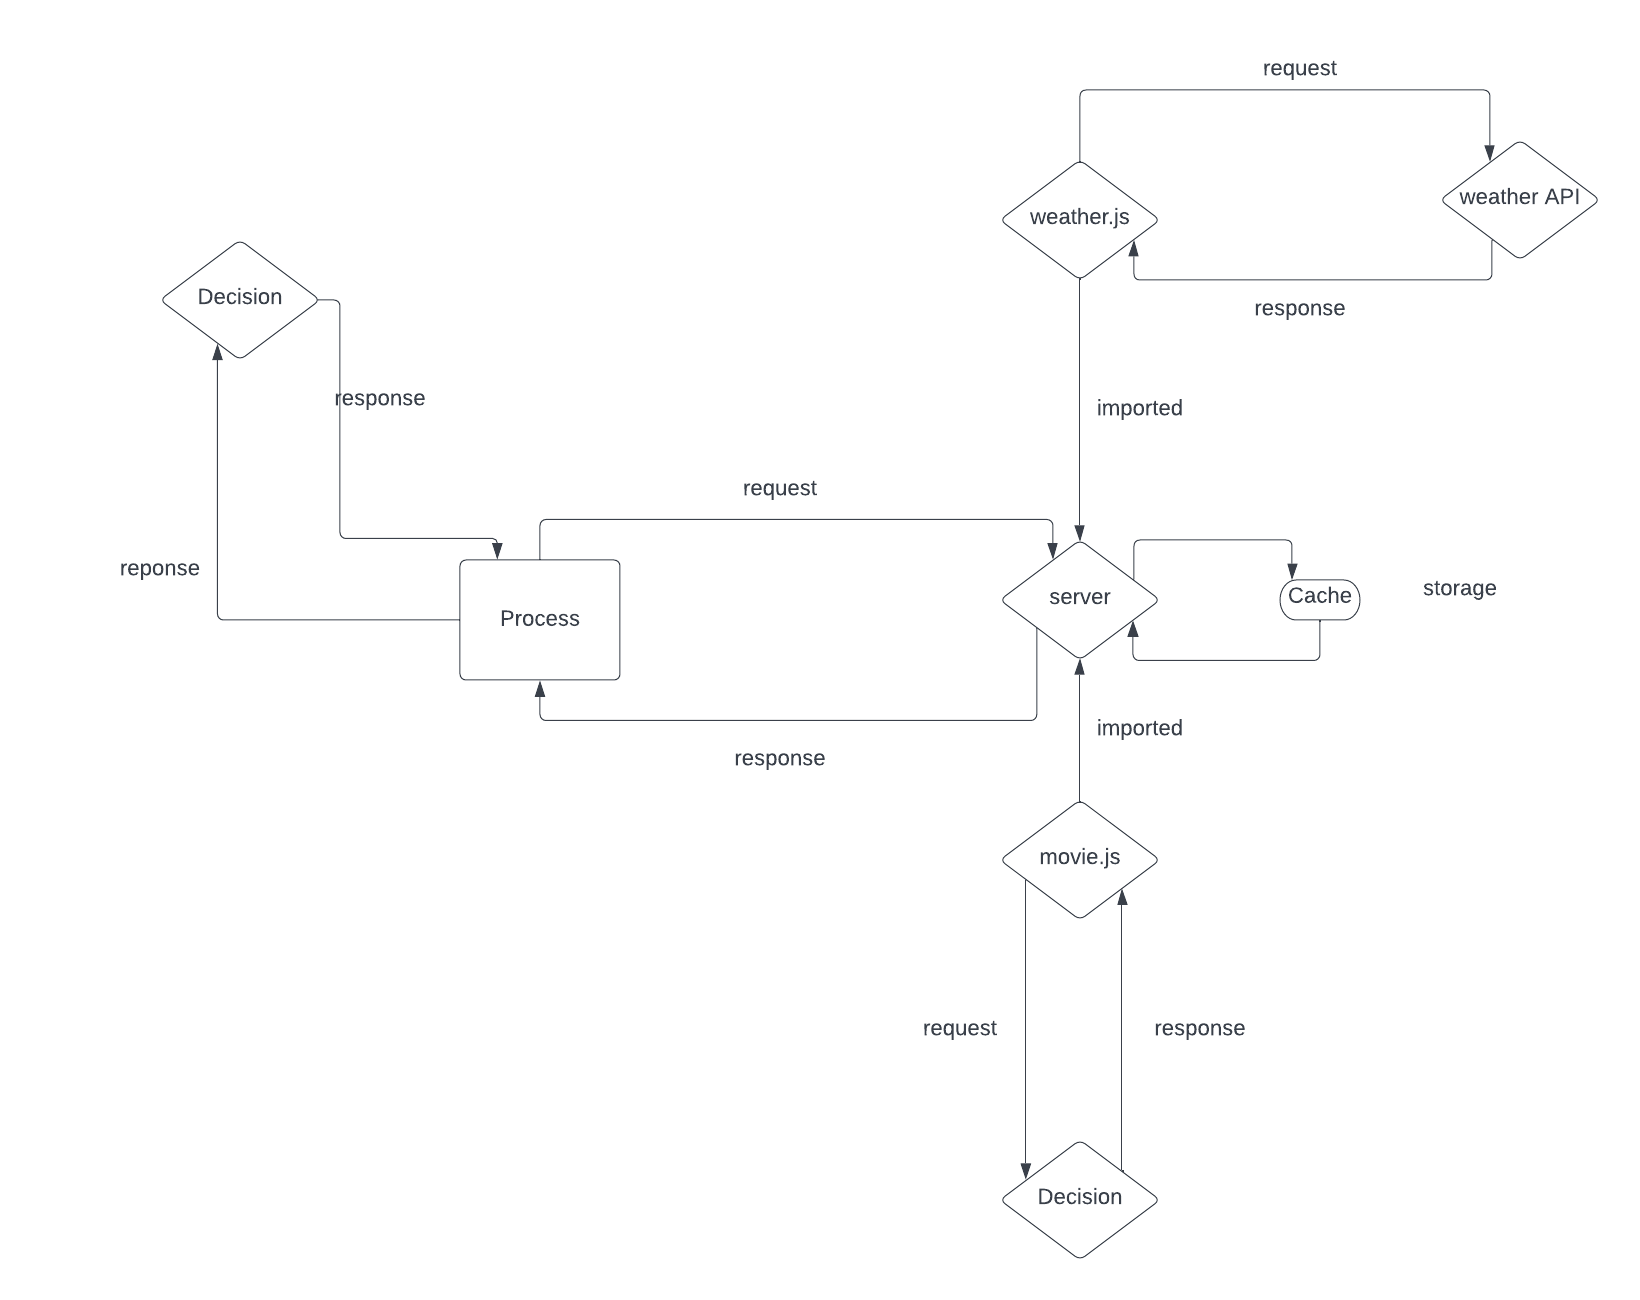 request
weather API
weather.js
Decision
response
response
imported
request
reponse
storage
Cache
server
Process
imported
response
movie.js
request
response
Decision